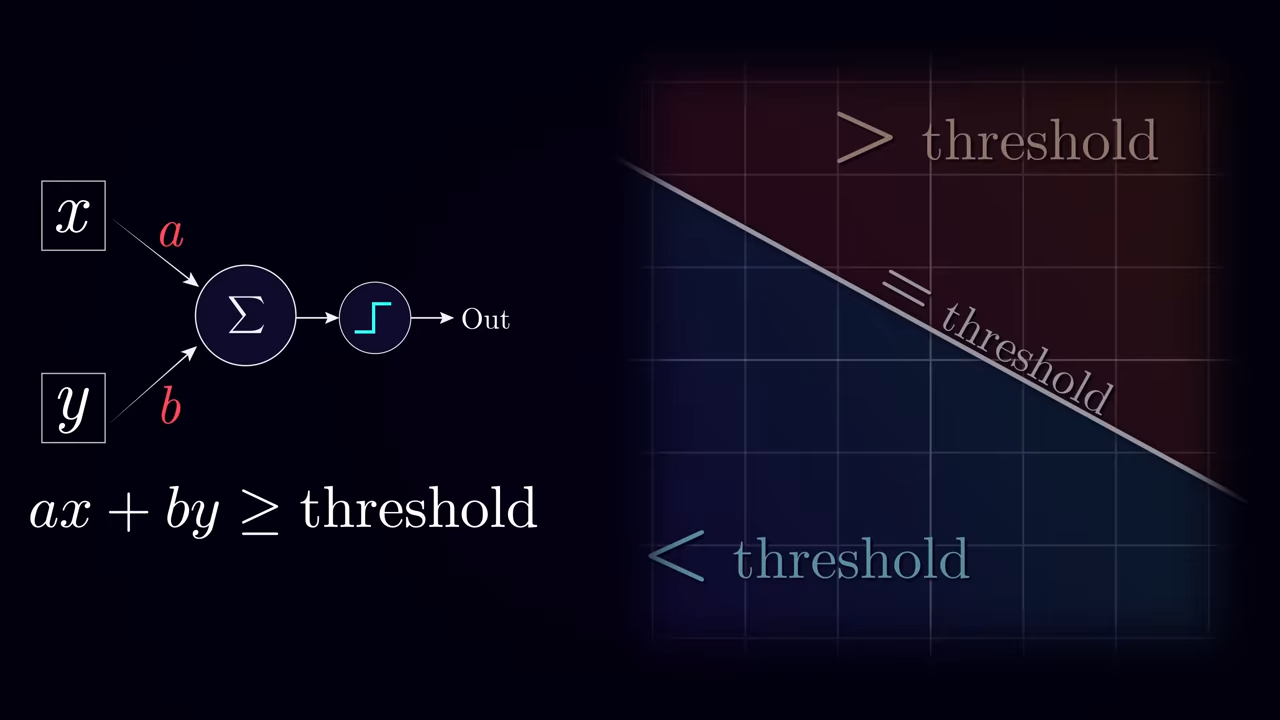 x
a
Σ
Out
y
b
ax + by ≥ threshold
> threshold
= threshold
< threshold